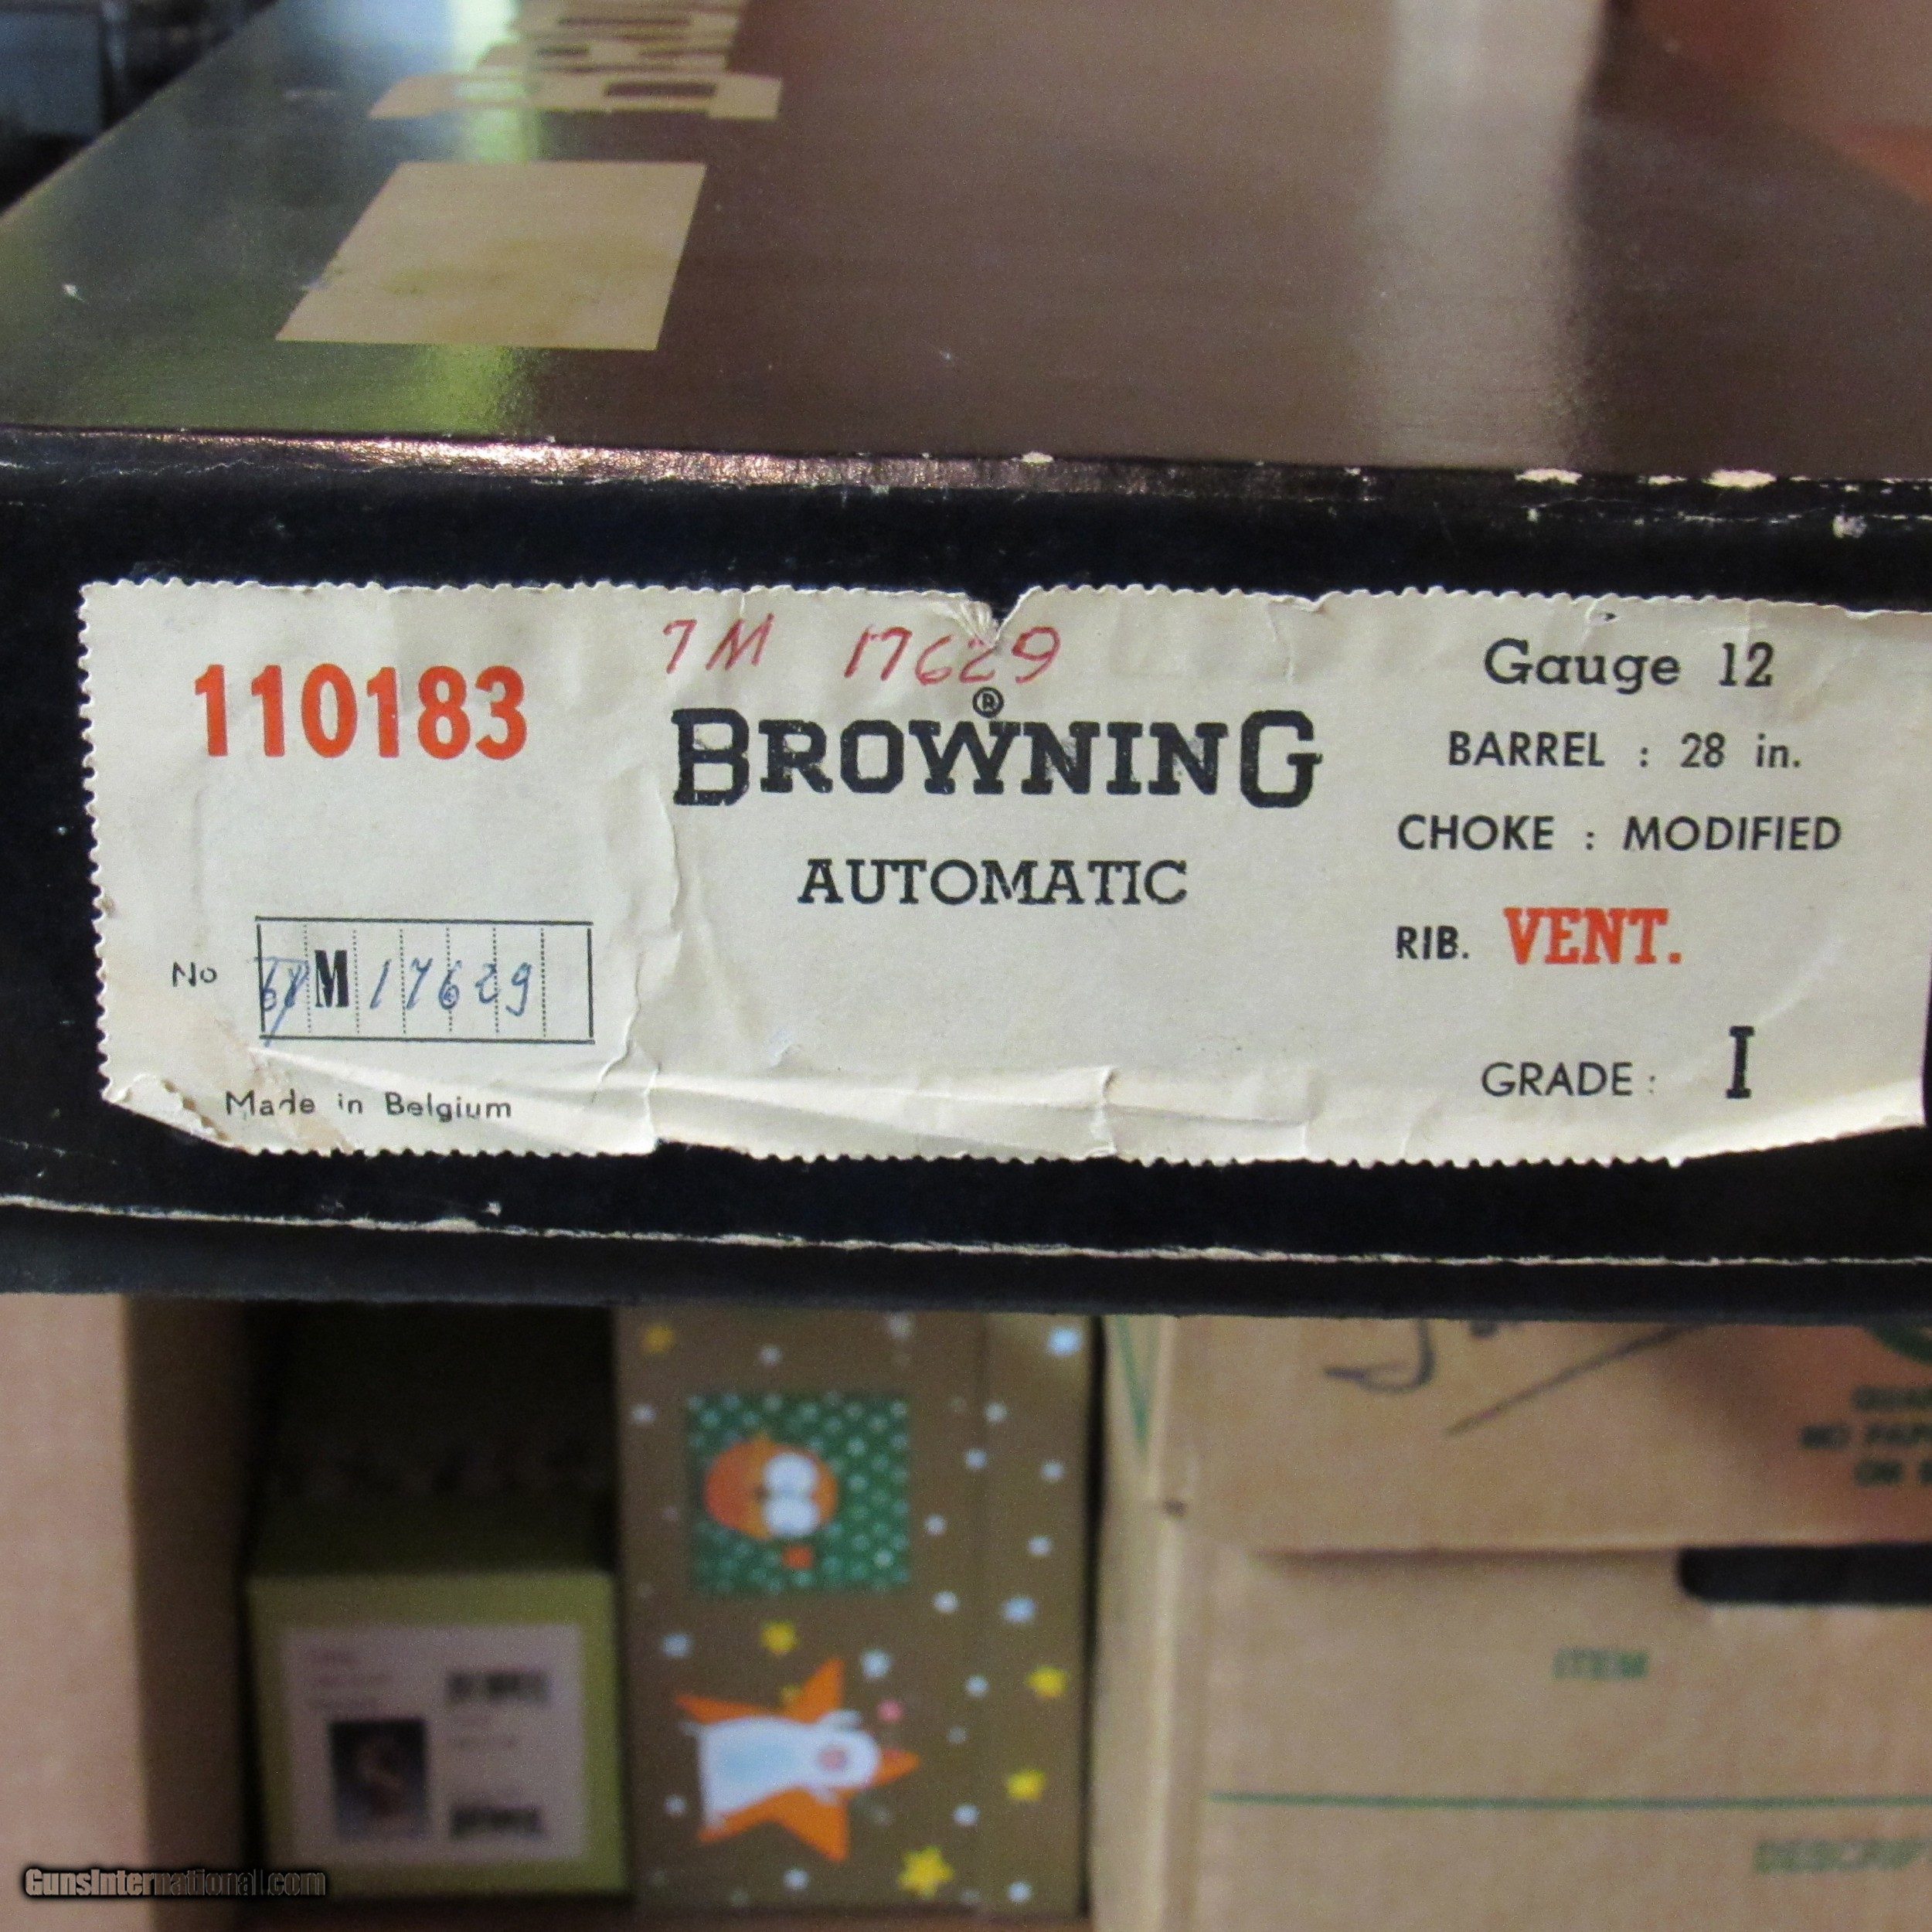 7M 17629
110183
®
BROWNING
AUTOMATIC
Gauge 12
BARREL : 28 in.
CHOKE : MODIFIED
RIB. VENT.
GRADE : I
No M 17629
Made in Belgium
ITEM
GunsInternational.com